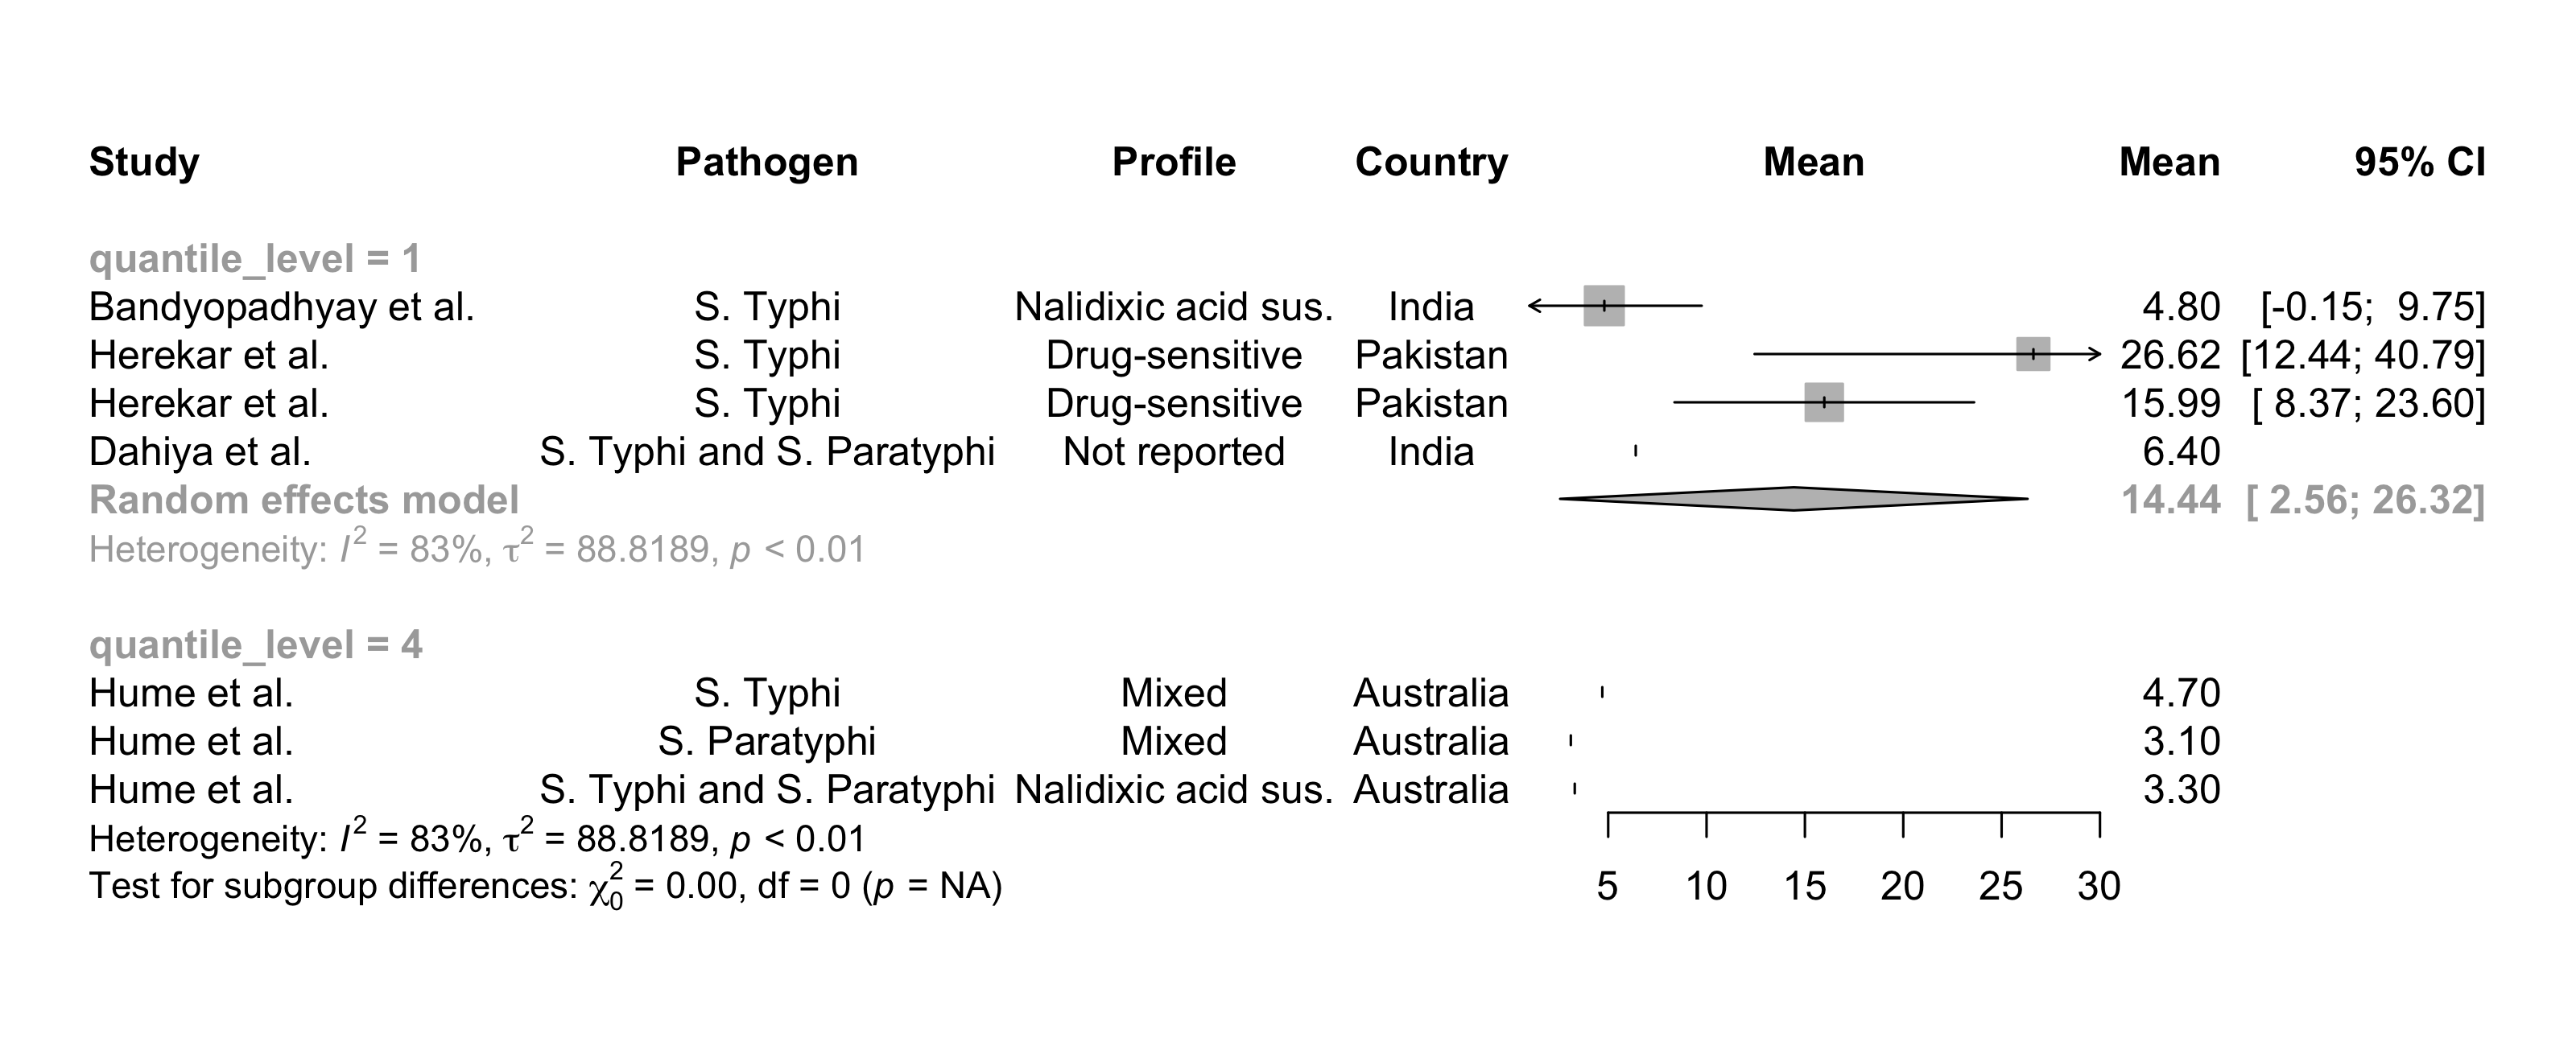 Study Pathogen Profile Country Mean Mean 95% CI
quantile_level = 1
Bandyopadhyay et al. S. Typhi Nalidixic acid sus. India 4.80 [-0.15; 9.75]
Herekar et al. S. Typhi Drug-sensitive Pakistan 26.62 [12.44; 40.79]
Herekar et al. S. Typhi Drug-sensitive Pakistan 15.99 [ 8.37; 23.60]
Dahiya et al. S. Typhi and S. Paratyphi Not reported India 6.40
Random effects model 14.44 [ 2.56; 26.32]
Heterogeneity: I² = 83%, τ² = 88.8189, p < 0.01
quantile_level = 4
Hume et al. S. Typhi Mixed Australia 4.70
Hume et al. S. Paratyphi Mixed Australia 3.10
Hume et al. S. Typhi and S. Paratyphi Nalidixic acid sus. Australia 3.30
Heterogeneity: I² = 83%, τ² = 88.8189, p < 0.01
Test for subgroup differences: χ²₀ = 0.00, df = 0 (p = NA) 5 10 15 20 25 30